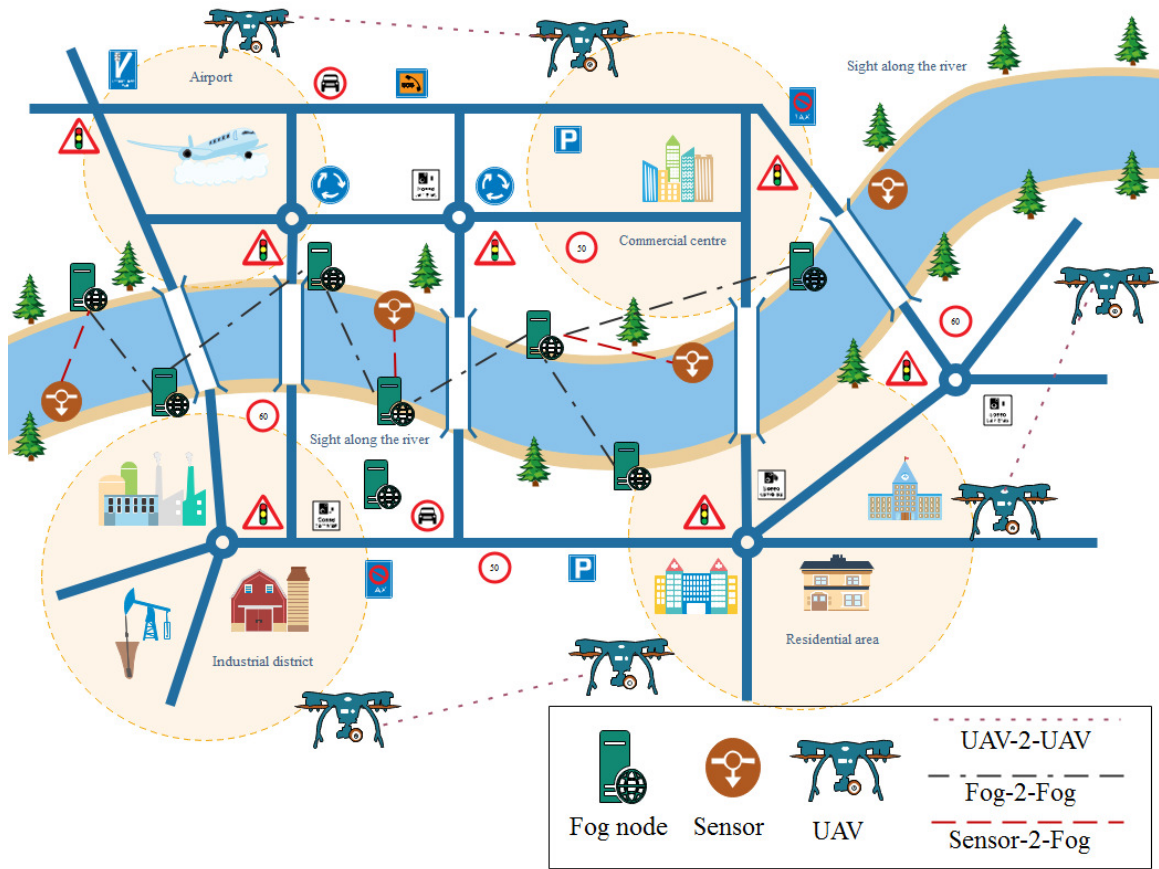 Airport
Sight along the river
P
Commercial centre
50
60
60
Sight along the river
50
P
Industrial district
Residential area
UAV-2-UAV
Fog-2-Fog
Sensor-2-Fog
Fog node
Sensor
UAV